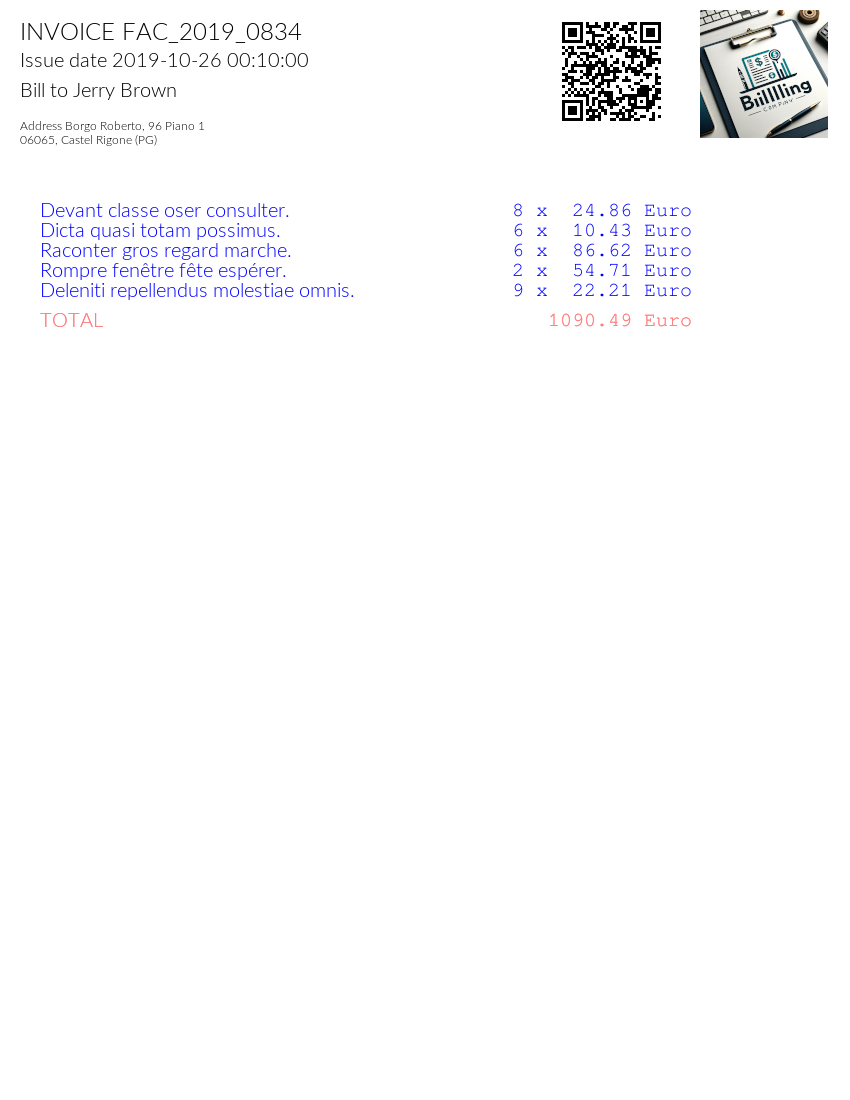 INVOICE FAC_2019_0834
Issue date 2019-10-26 00:10:00
Bill to Jerry Brown
Address Borgo Roberto, 96 Piano 1
06065, Castel Rigone (PG)
Biilllling
COMPANY
Devant classe oser consulter. 8 x 24.86 Euro
Dicta quasi totam possimus. 6 x 10.43 Euro
Raconter gros regard marche. 6 x 86.62 Euro
Rompre fenêtre fête espérer. 2 x 54.71 Euro
Deleniti repellendus molestiae omnis. 9 x 22.21 Euro
TOTAL 1090.49 Euro